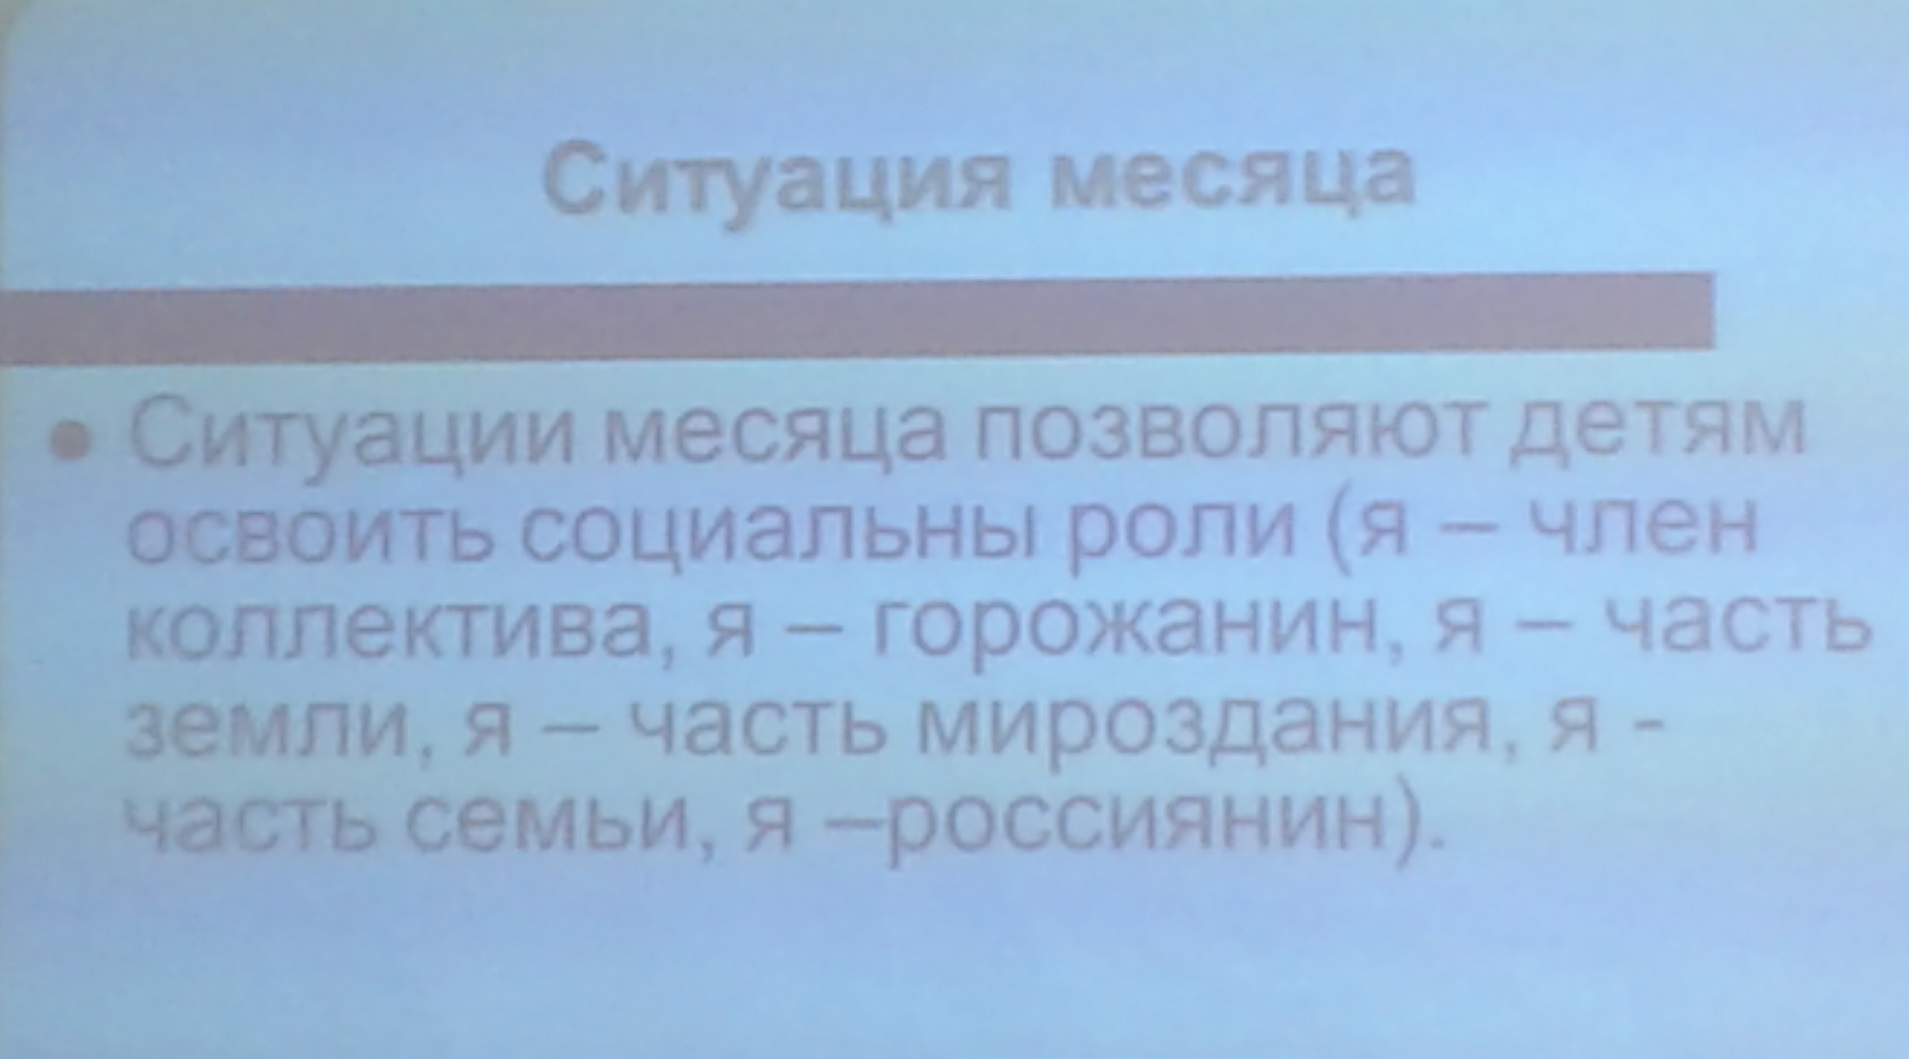 Ситуация месяца
• Ситуации месяца позволяют детям
освоить социальны роли (я – член
коллектива, я – горожанин, я – часть
земли, я – часть мироздания, я -
часть семьи, я –россиянин).